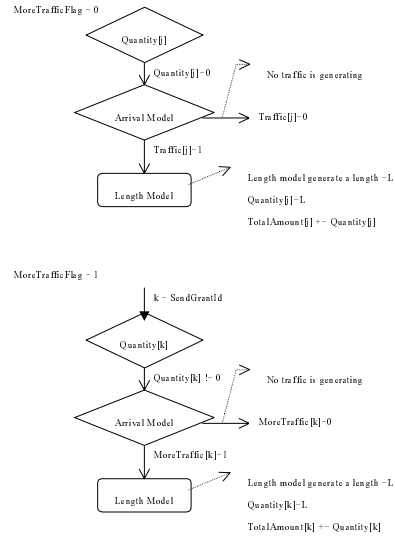 MoreTrafficFlag = 0
Quantity[j]
Quantity[j]=0
No traffic is generating
Arrival Model
Traffic[j]=0
Traffic[j]=1
Length model generate a length =L
Length Model
Quantity[j]=L
TotalAmount[j] += Quantity[j]
MoreTrafficFlag = 1
k = SendGrantId
Quantity[k]
Quantity[k] != 0
No traffic is generating
Arrival Model
MoreTraffic[k]=0
MoreTraffic[k]=1
Length model generate a length =L
Length Model
Quantity[k]=L
TotalAmount[k] += Quantity[k]